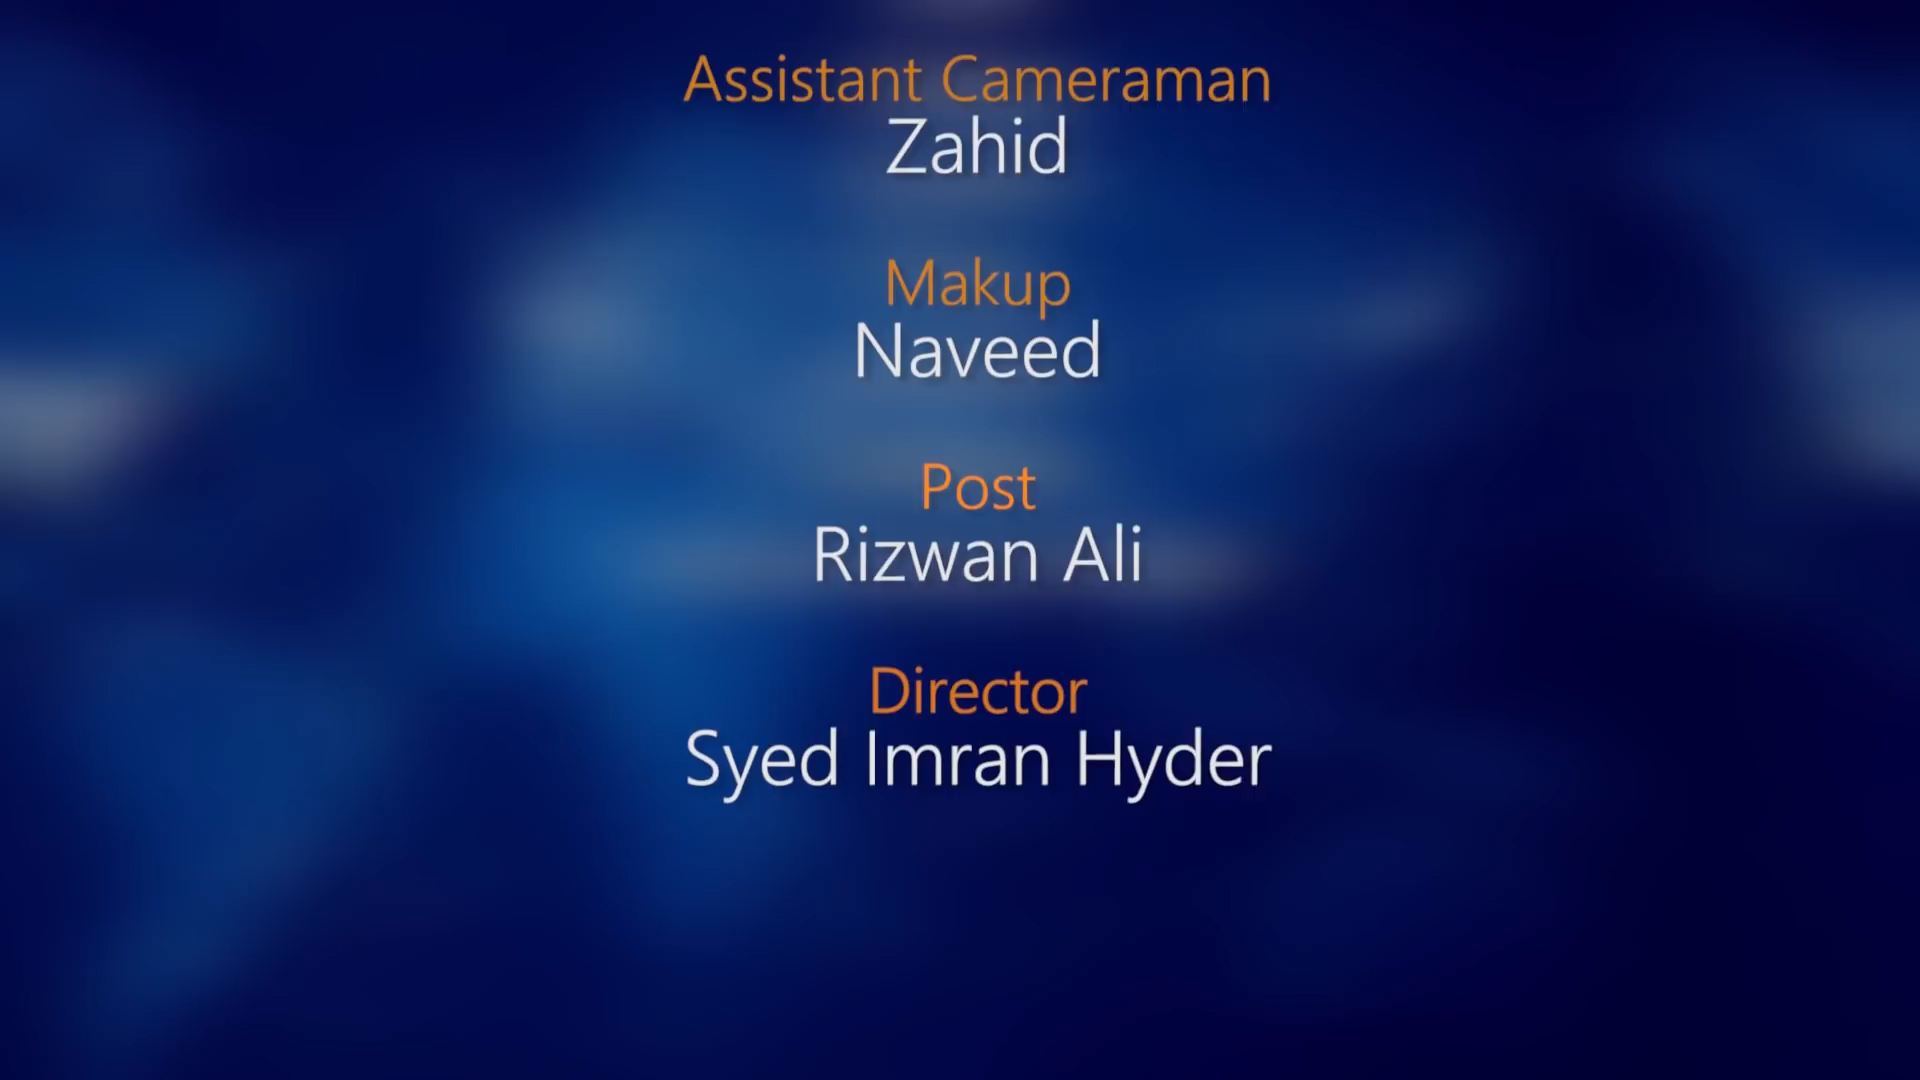 Assistant Cameraman
Zahid
Makup
Naveed
Post
Rizwan Ali
Director
Syed Imran Hyder